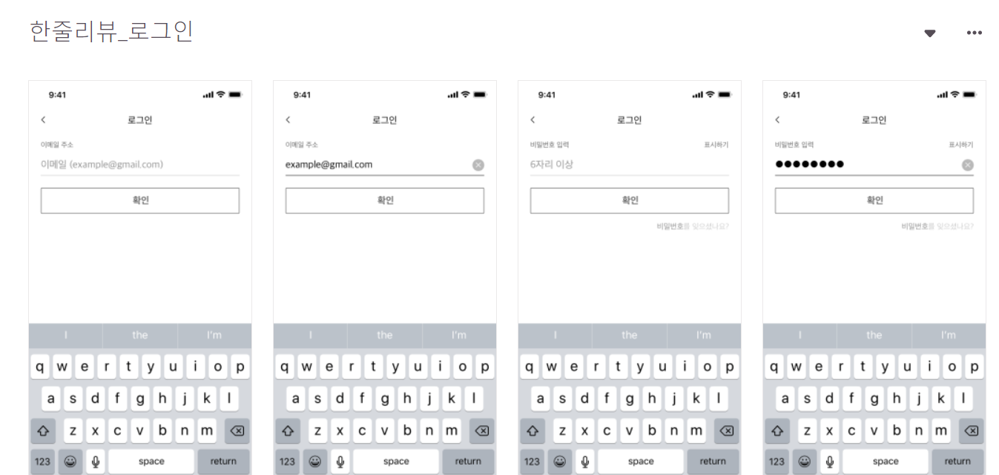 한줄리뷰_로그인
9:41
로그인
이메일 주소
이메일 (example@gmail.com)
확인
I the I'm
q w e r t y u i o p
a s d f g h j k l
z x c v b n m
123 space return
9:41
로그인
이메일 주소
example@gmail.com
확인
I the I'm
q w e r t y u i o p
a s d f g h j k l
z x c v b n m
123 space return
9:41
로그인
비밀번호 입력 표시하기
6자리 이상
확인
비밀번호를 잊으셨나요?
I the I'm
q w e r t y u i o p
a s d f g h j k l
z x c v b n m
123 space return
9:41
로그인
비밀번호 입력 표시하기
●●●●●●●●
확인
비밀번호를 잊으셨나요?
I the I'm
q w e r t y u i o p
a s d f g h j k l
z x c v b n m
123 space return